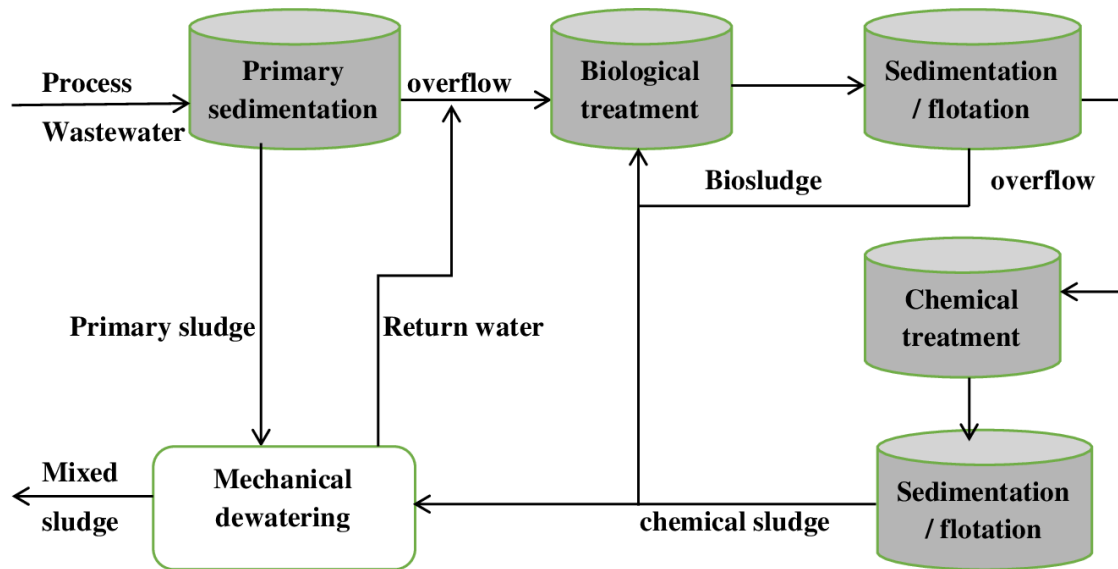 Process
Wastewater
Primary
sedimentation
overflow
Biological
treatment
Sedimentation
/ flotation
Biosludge
overflow
Chemical
treatment
Primary sludge
Return water
Mixed
sludge
Mechanical
dewatering
chemical sludge
Sedimentation
/ flotation